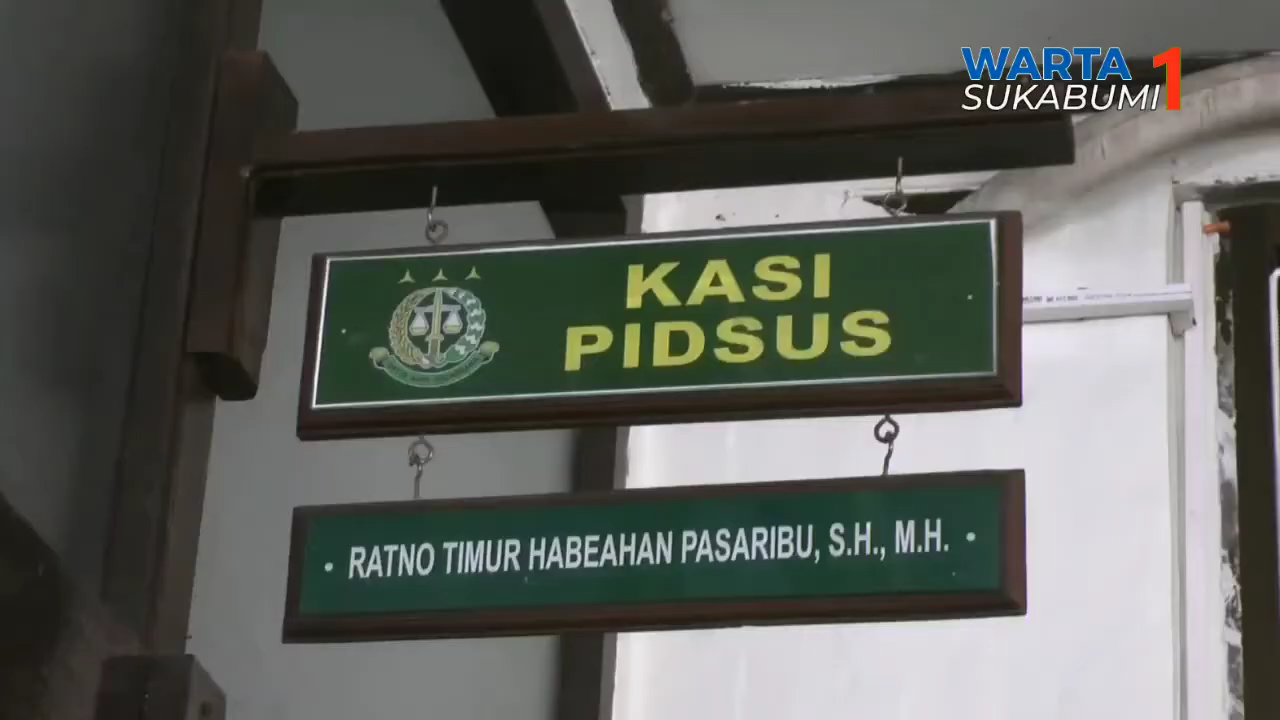 WARTA 1
SUKABUMI
KASI
PIDSUS
• RATNO TIMUR HABEAHAN PASARIBU, S.H., M.H. •